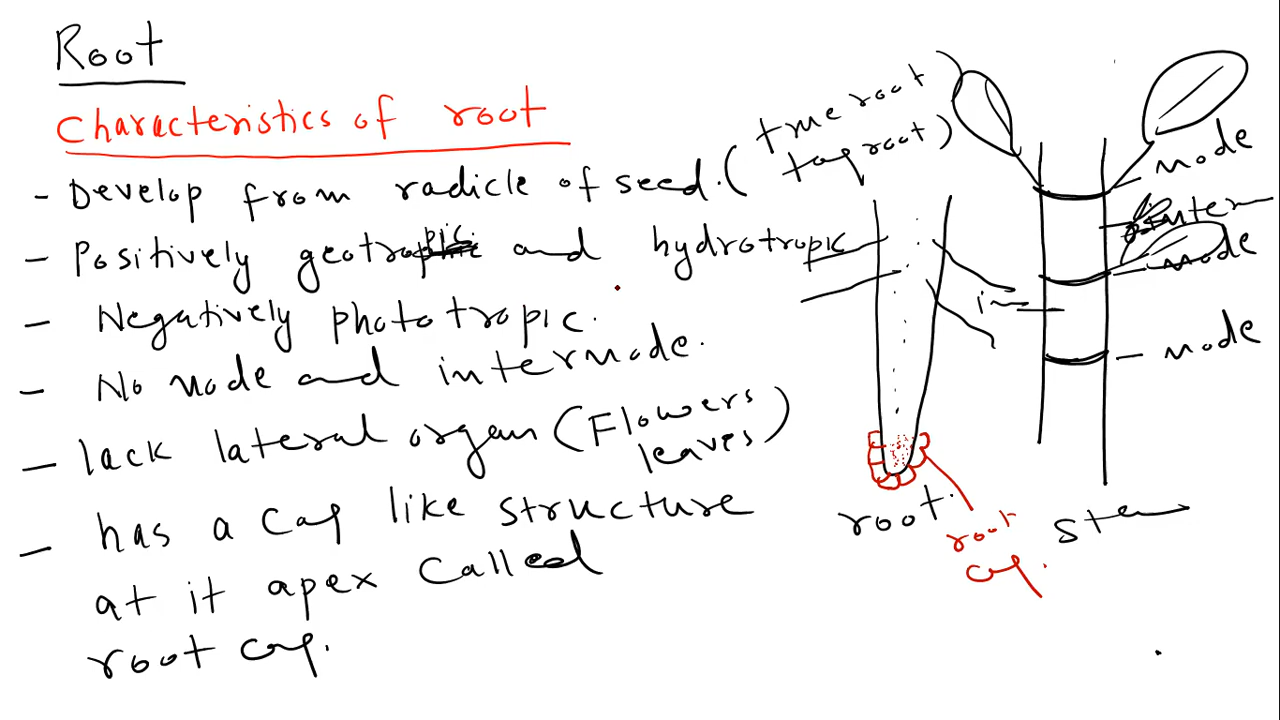 Root
Characteristics of root
- Develop from radicle of seed. (true root
tap root)
- Positively geotropic and hydrotropic
- Negatively phototropic.
- No node and internode.
- lack lateral organ (Flowers
leaves)
- has a cap like structure
at it apex called
root cap.
node
inter
node
node
root.
root
cap.
stem